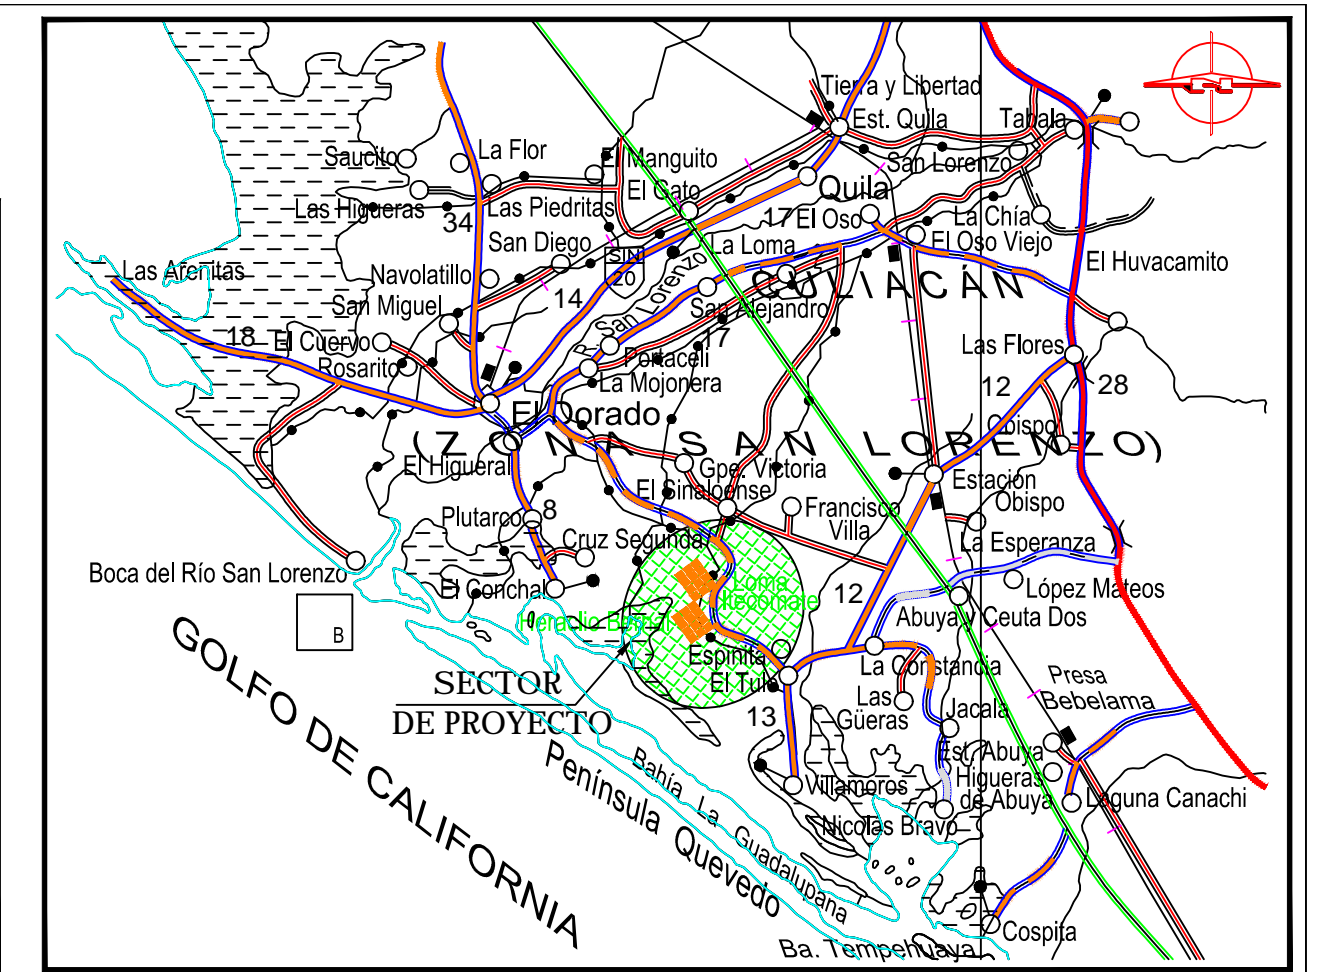 Tierra y Libertad
Est. Quila
Tabala
Saucito
La Flor
El Manguito
San Lorenzo
El Gato
Quila
Las Higueras
Las Piedritas
34
17
El Oso
La Chía
San Diego
La Loma
El Oso Viejo
SIN
20
El Huvacamito
Las Arenitas
Navolatillo
R. San Lorenzo
CULIACÁN
San Miguel
14
San Alejandro
17
18
El Cuervo
Portaceli
Las Flores
Rosarito
La Mojonera
12
28
El Dorado
Obispo
(ZONA SAN LORENZO)
El Higueral
Gpe. Victoria
Estación
Obispo
El Sinaloense
Francisco
Villa
Plutarco
8
Cruz Segunda
La Esperanza
Boca del Río San Lorenzo
El Conchal
Loma
12
López Mateos
Abuya y Ceuta Dos
Heraclio Bernal
B
Espinita
La Constancia
El Tule
SECTOR
DE PROYECTO
Las
Güeras
Presa
Bebelama
13
Jacala
GOLFO DE CALIFORNIA
Península Quevedo
Bahía La Guadalupana
Est. Abuya
Higueras
de Abuya
Villamoros
Laguna Canachi
Nicolás Bravo
Cospita
Ba. Tempehuaya